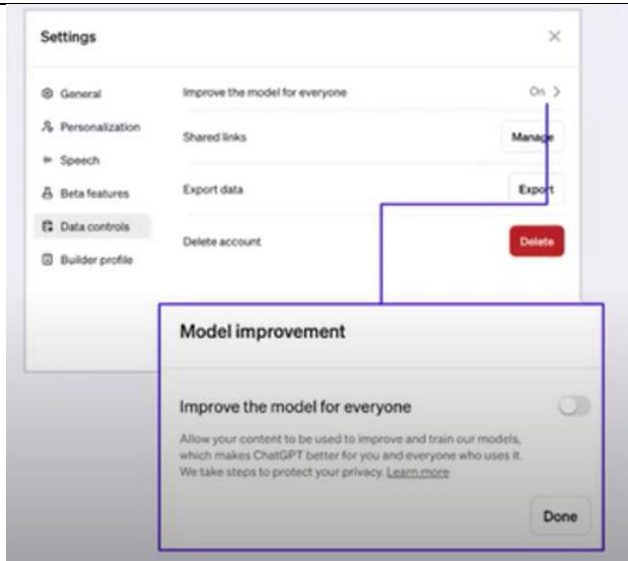 Settings
General
Personalization
Speech
Beta features
Data controls
Builder profile
Improve the model for everyone On
Shared links Manage
Export data Export
Delete account Delete
Model improvement
Improve the model for everyone
Allow your content to be used to improve and train our models,
which makes ChatGPT better for you and everyone who uses it.
We take steps to protect your privacy. Learn more
Done